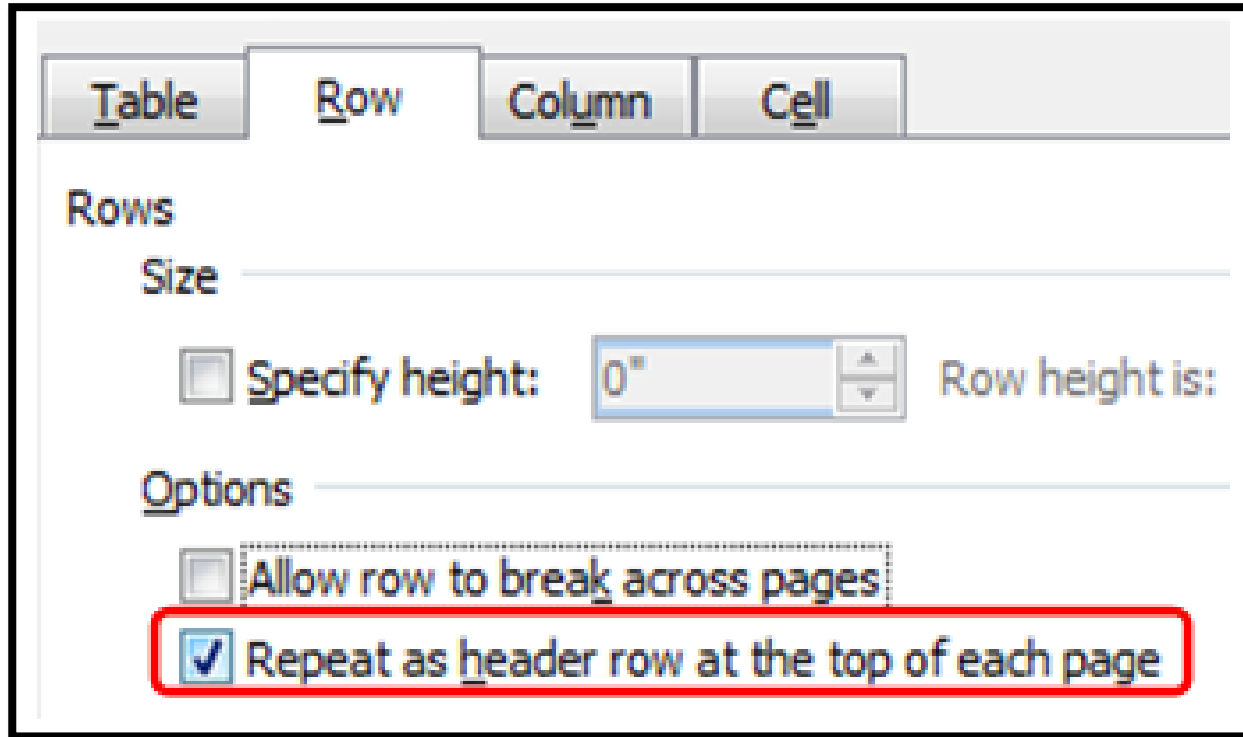 Table Row Column Cell
Rows
Size
Specify height: 0" Row height is:
Options
Allow row to break across pages
Repeat as header row at the top of each page